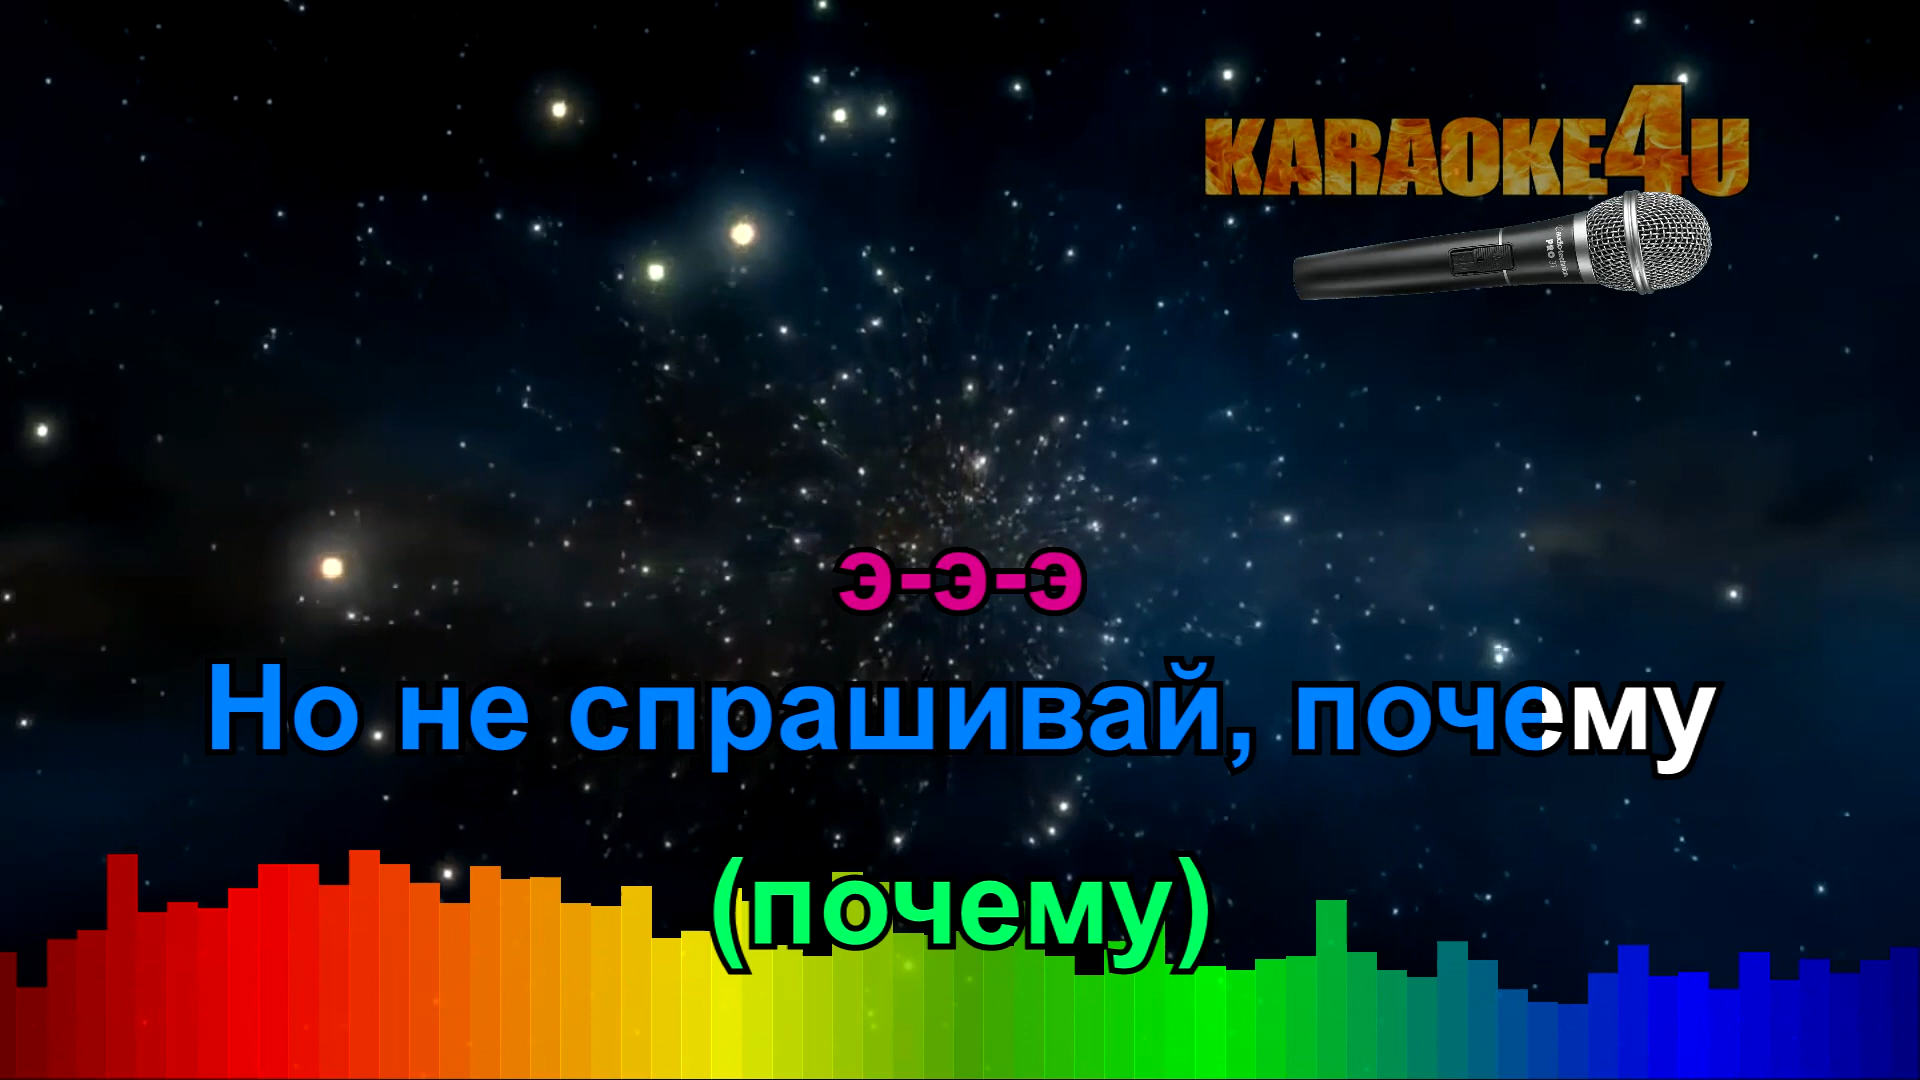 KARAOKE4U
э-э-э
Но не спрашивай, почему
(почему)